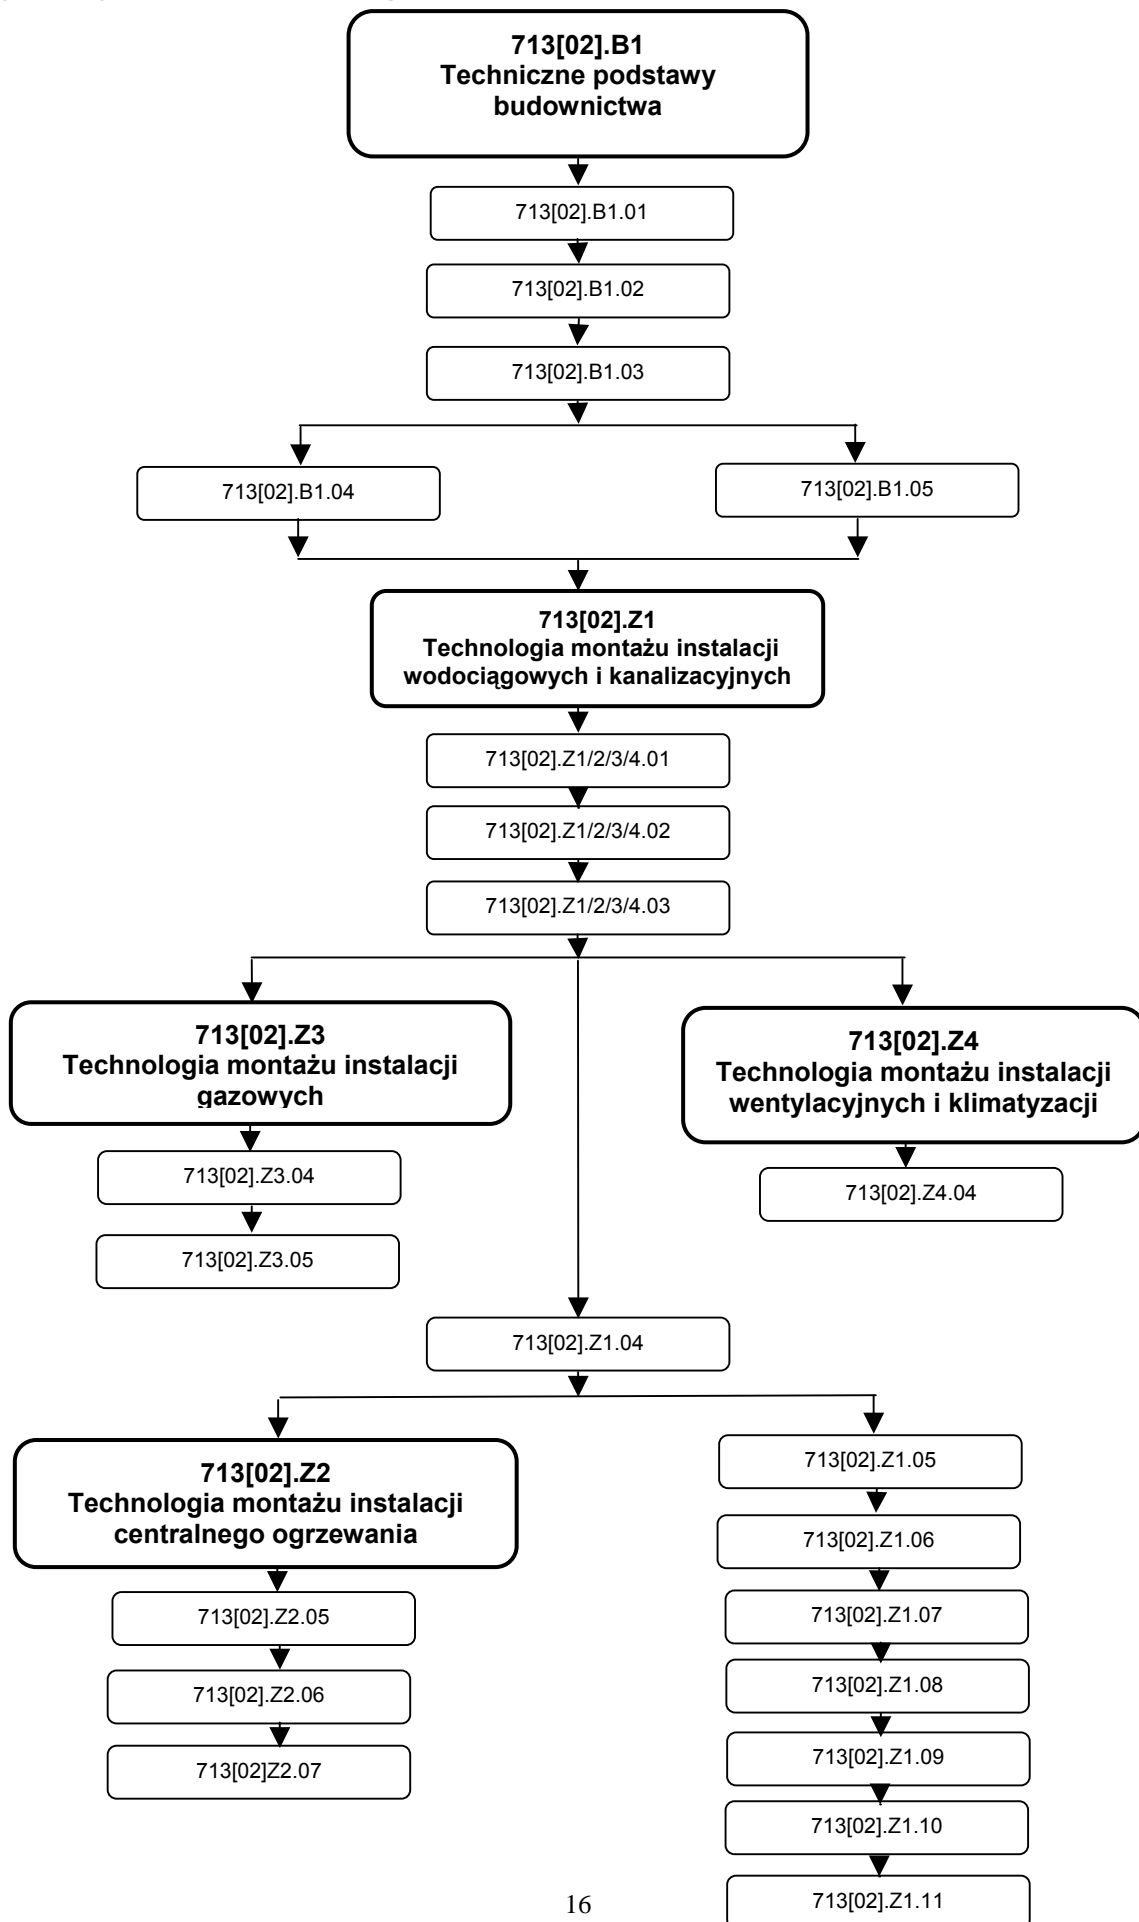 713[02].B1
Techniczne podstawy
budownictwa
713[02].B1.01
713[02].B1.02
713[02].B1.03
713[02].B1.04
713[02].B1.05
713[02].Z1
Technologia montażu instalacji
wodociągowych i kanalizacyjnych
713[02].Z1/2/3/4.01
713[02].Z1/2/3/4.02
713[02].Z1/2/3/4.03
713[02].Z3
Technologia montażu instalacji
gazowych
713[02].Z4
Technologia montażu instalacji
wentylacyjnych i klimatyzacji
713[02].Z3.04
713[02].Z4.04
713[02].Z3.05
713[02].Z1.04
713[02].Z2
Technologia montażu instalacji
centralnego ogrzewania
713[02].Z1.05
713[02].Z1.06
713[02].Z2.05
713[02].Z1.07
713[02].Z2.06
713[02].Z1.08
713[02]Z2.07
713[02].Z1.09
713[02].Z1.10
713[02].Z1.11
16